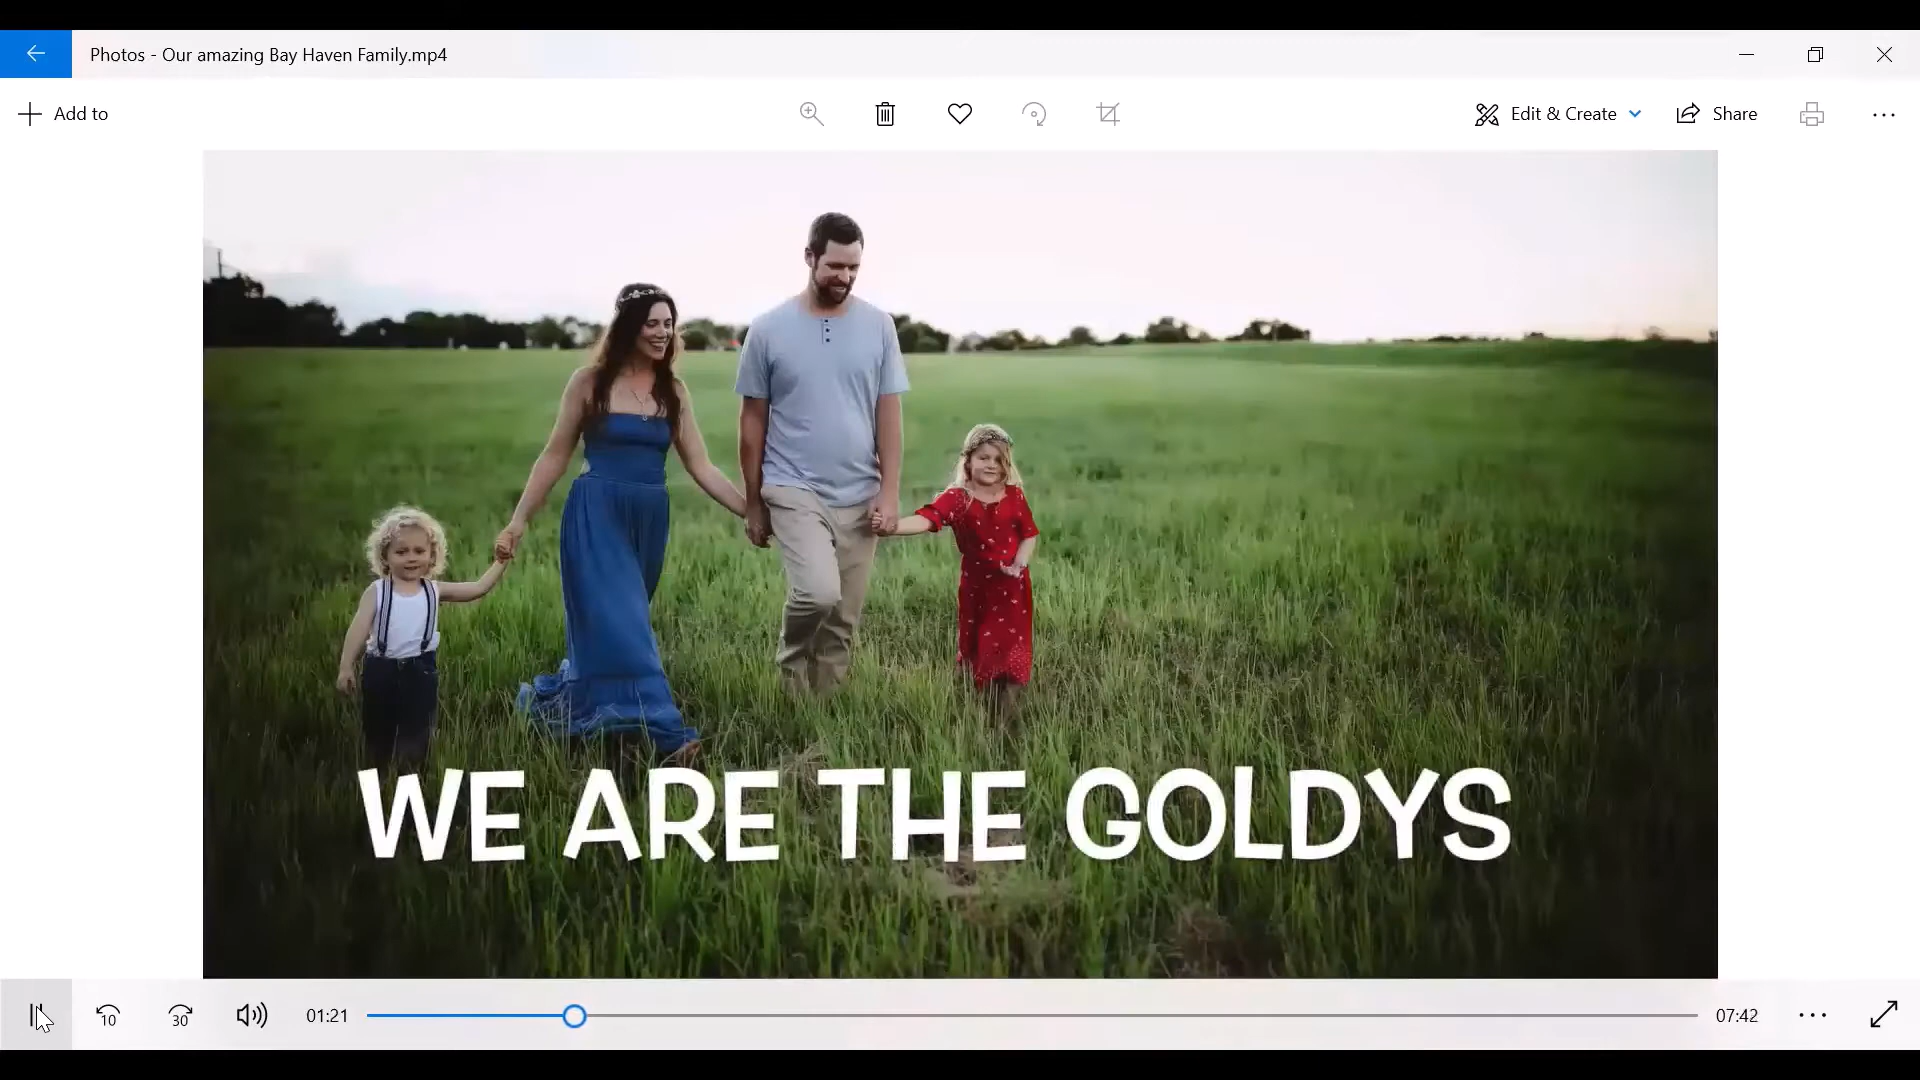 Photos - Our amazing Bay Haven Family.mp4
Add to
Edit & Create
Share
WE ARE THE GOLDYS
10
30
01:21
07:42